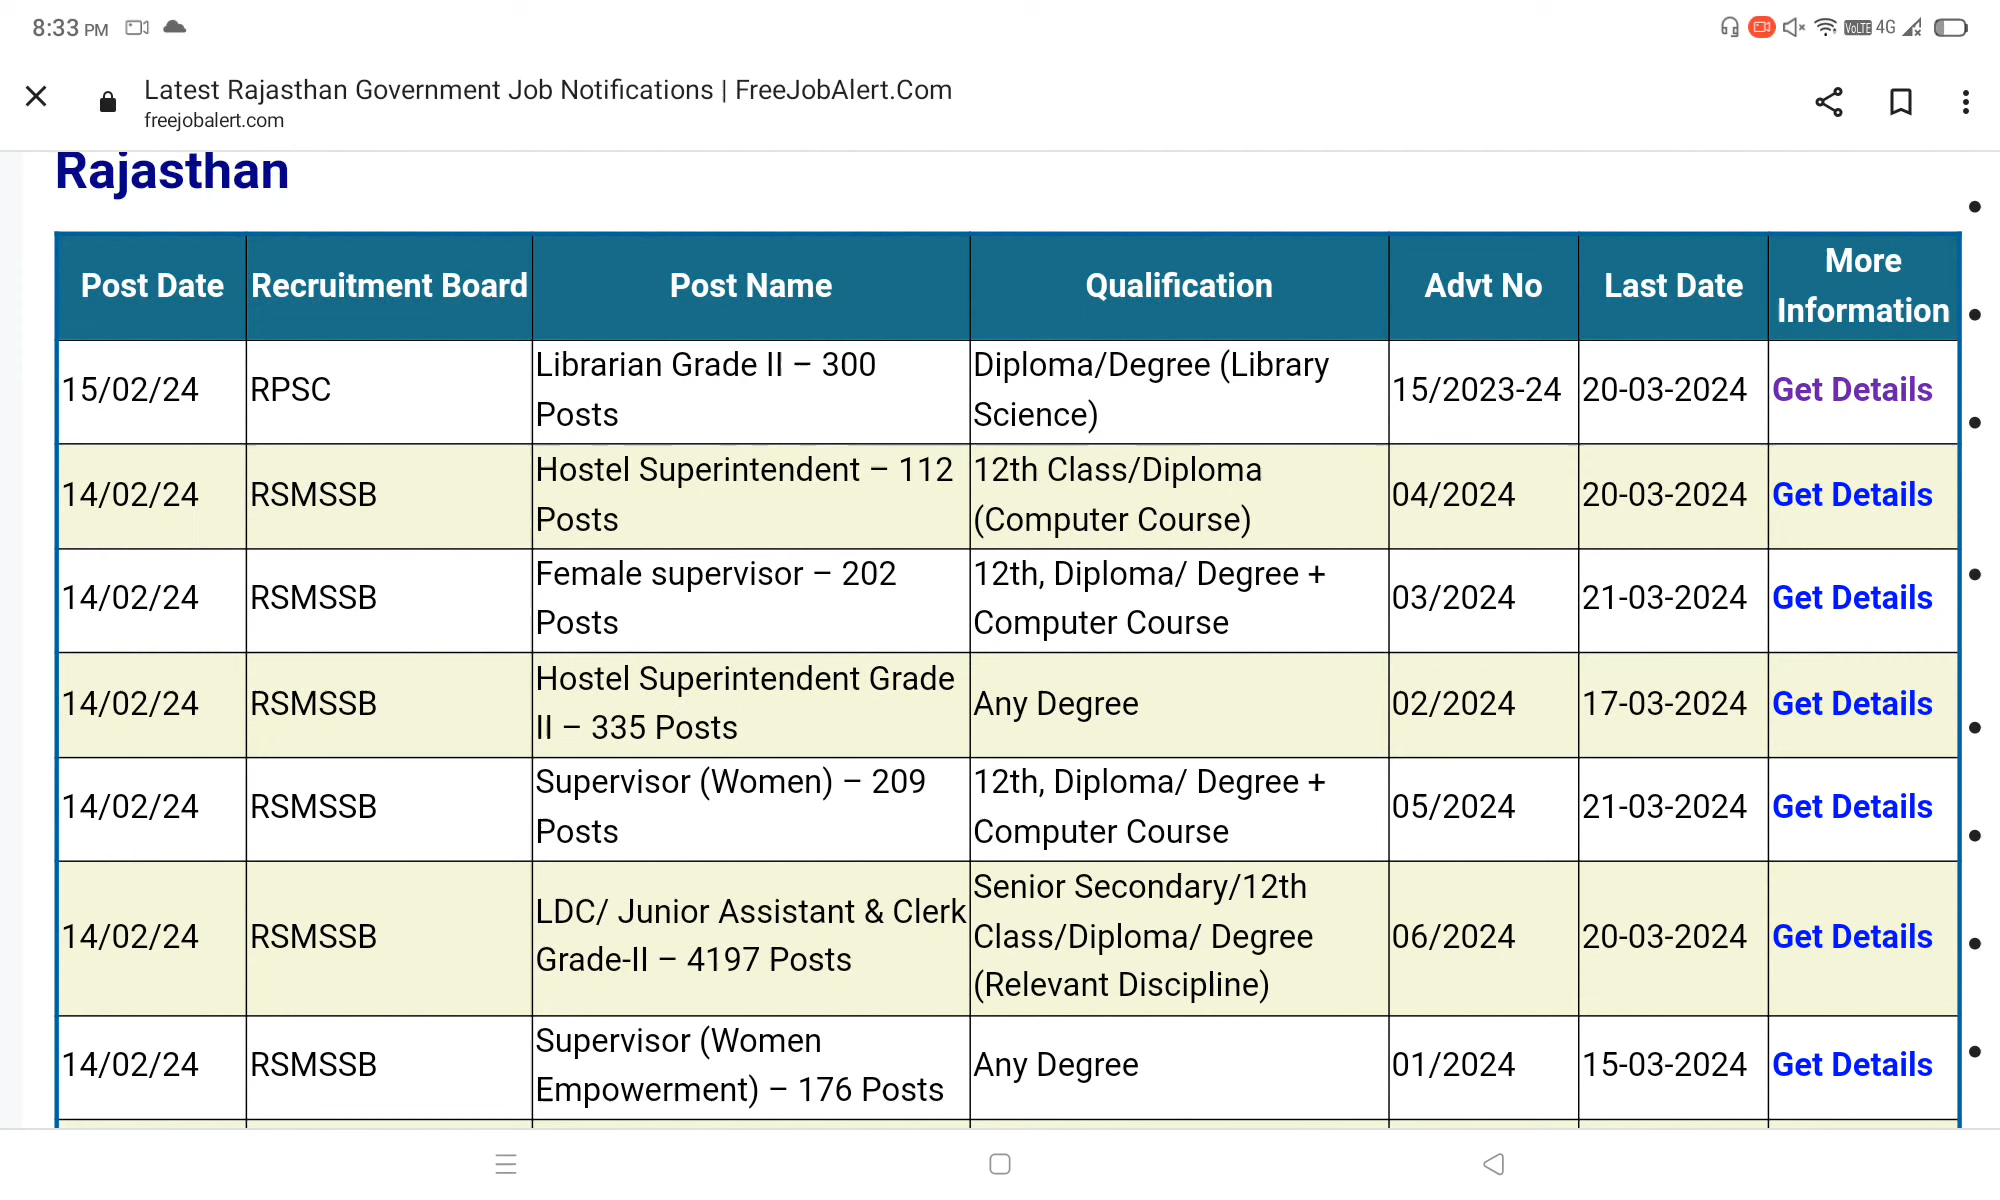 8:33 PM
VoLTE 4G
Latest Rajasthan Government Job Notifications | FreeJobAlert.Com
freejobalert.com
Rajasthan
Post Date Recruitment Board Post Name Qualification Advt No Last Date More Information
15/02/24 RPSC Librarian Grade II – 300 Posts Diploma/Degree (Library Science) 15/2023-24 20-03-2024 Get Details
14/02/24 RSMSSB Hostel Superintendent – 112 Posts 12th Class/Diploma (Computer Course) 04/2024 20-03-2024 Get Details
14/02/24 RSMSSB Female supervisor – 202 Posts 12th, Diploma/ Degree + Computer Course 03/2024 21-03-2024 Get Details
14/02/24 RSMSSB Hostel Superintendent Grade II – 335 Posts Any Degree 02/2024 17-03-2024 Get Details
14/02/24 RSMSSB Supervisor (Women) – 209 Posts 12th, Diploma/ Degree + Computer Course 05/2024 21-03-2024 Get Details
14/02/24 RSMSSB LDC/ Junior Assistant & Clerk Grade-II – 4197 Posts Senior Secondary/12th Class/Diploma/ Degree (Relevant Discipline) 06/2024 20-03-2024 Get Details
14/02/24 RSMSSB Supervisor (Women Empowerment) – 176 Posts Any Degree 01/2024 15-03-2024 Get Details